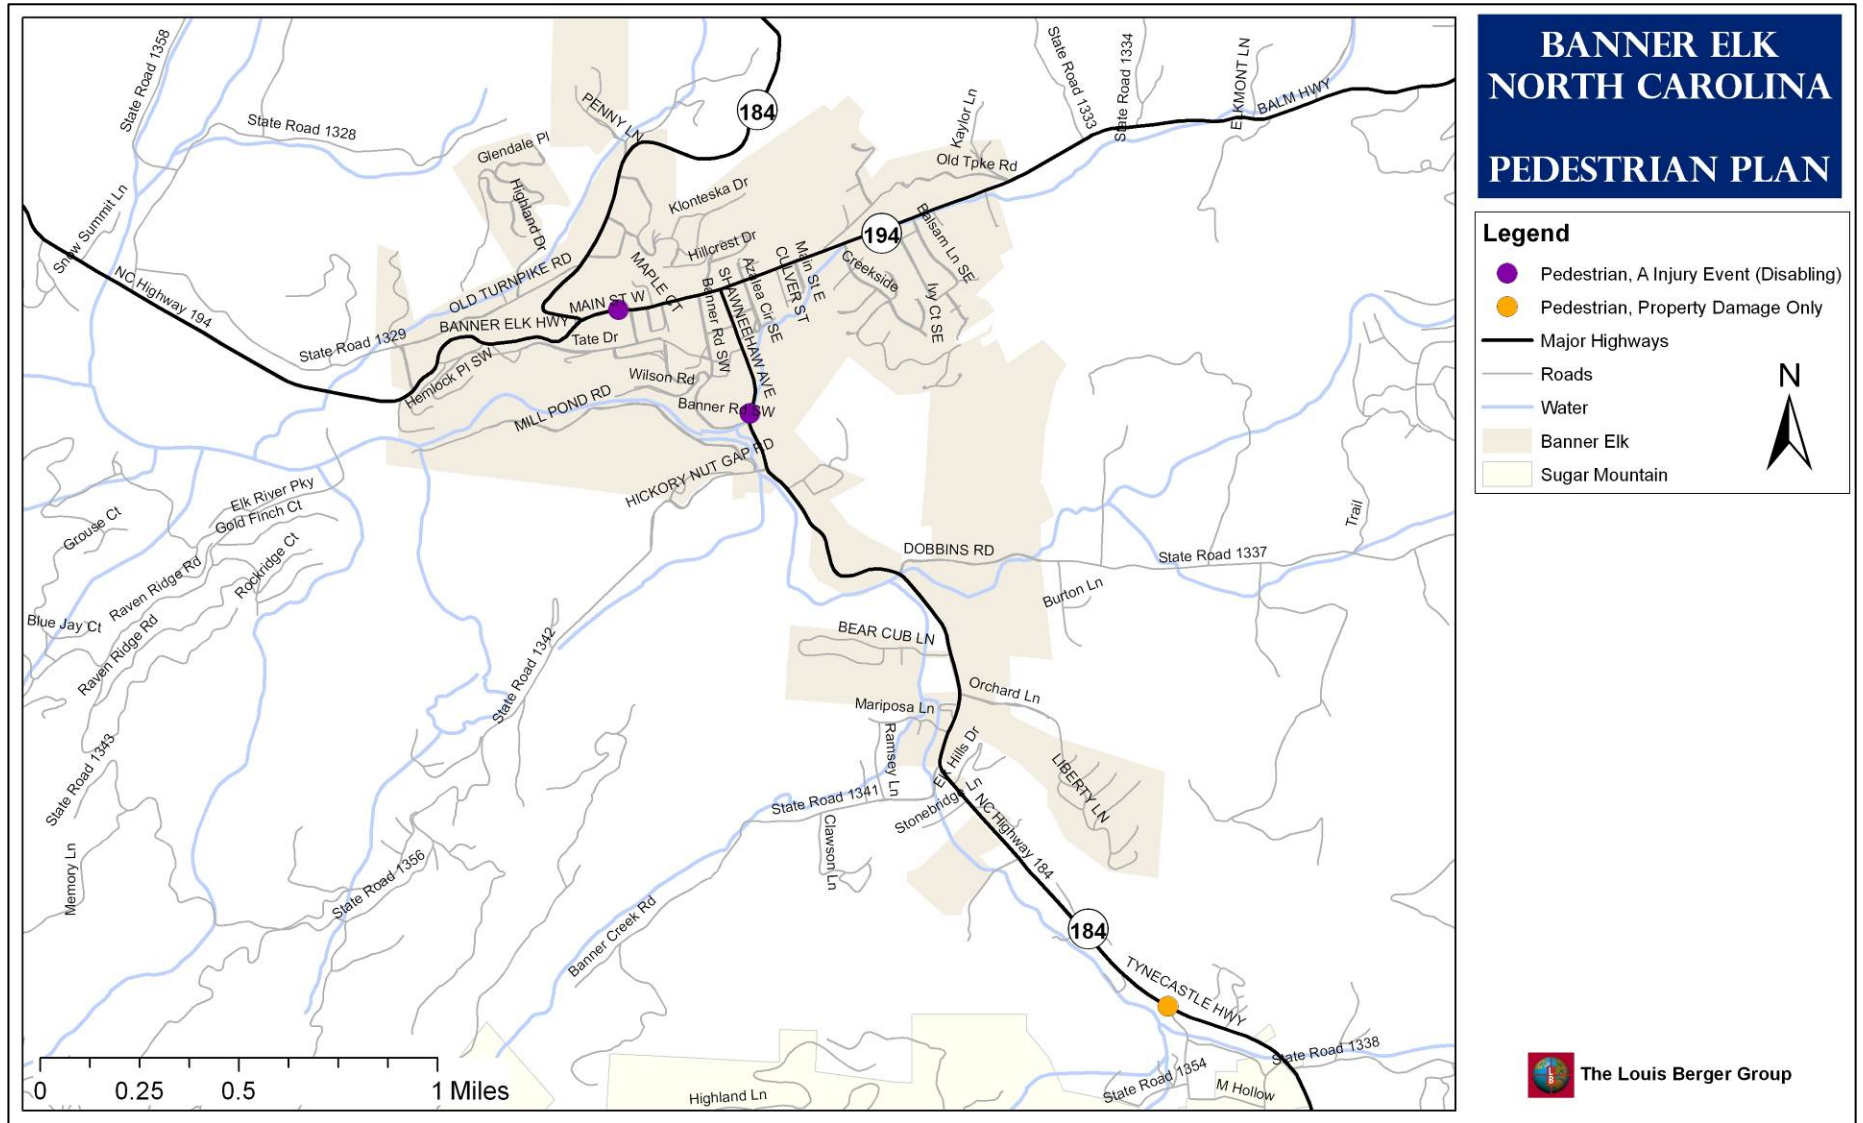 BANNER ELK
NORTH CAROLINA
PEDESTRIAN PLAN
Legend
Pedestrian, A Injury Event (Disabling)
Pedestrian, Property Damage Only
Major Highways
Roads
Water
Banner Elk
Sugar Mountain
N
State Road 1358
State Road 1328
PENNY LN
184
Glendale Pl
Highland Dr
Klonteska Dr
Hillcrest Dr
Kaylor Ln
Old Tpke Rd
State Road 1333
State Road 1334
ELKMONT LN
BALM HWY
194
Snow Summit Ln
NC Highway 194
OLD TURNPIKE RD
MAPLE CT
MAIN ST W
BANNER ELK HWY
State Road 1329
Tate Dr
Hemlock Pl SW
Wilson Rd
MILL POND RD
Banner Rd SW
Banner Rd SW
SHAWNEEHAW AVE
Azalea Cir SE
CULVER ST
Main St E
Creekside
Balsam Ln SE
Ivy Ct SE
HICKORY NUT GAP RD
Elk River Pky
Gold Finch Ct
Grouse Ct
Raven Ridge Rd
Rockridge Ct
Blue Jay Ct
Raven Ridge Rd
DOBBINS RD
State Road 1337
Trail
Burton Ln
BEAR CUB LN
State Road 1342
Orchard Ln
Mariposa Ln
Ramsey Ln
Elk Hills Dr
LIBERTY LN
State Road 1343
State Road 1341
Stonebridge Ln
NC Highway 184
Clawson Ln
Memory Ln
State Road 1356
Banner Creek Rd
184
TYNECASTLE HWY
State Road 1338
State Road 1354
M Hollow
Highland Ln
0 0.25 0.5 1 Miles
LB
The Louis Berger Group